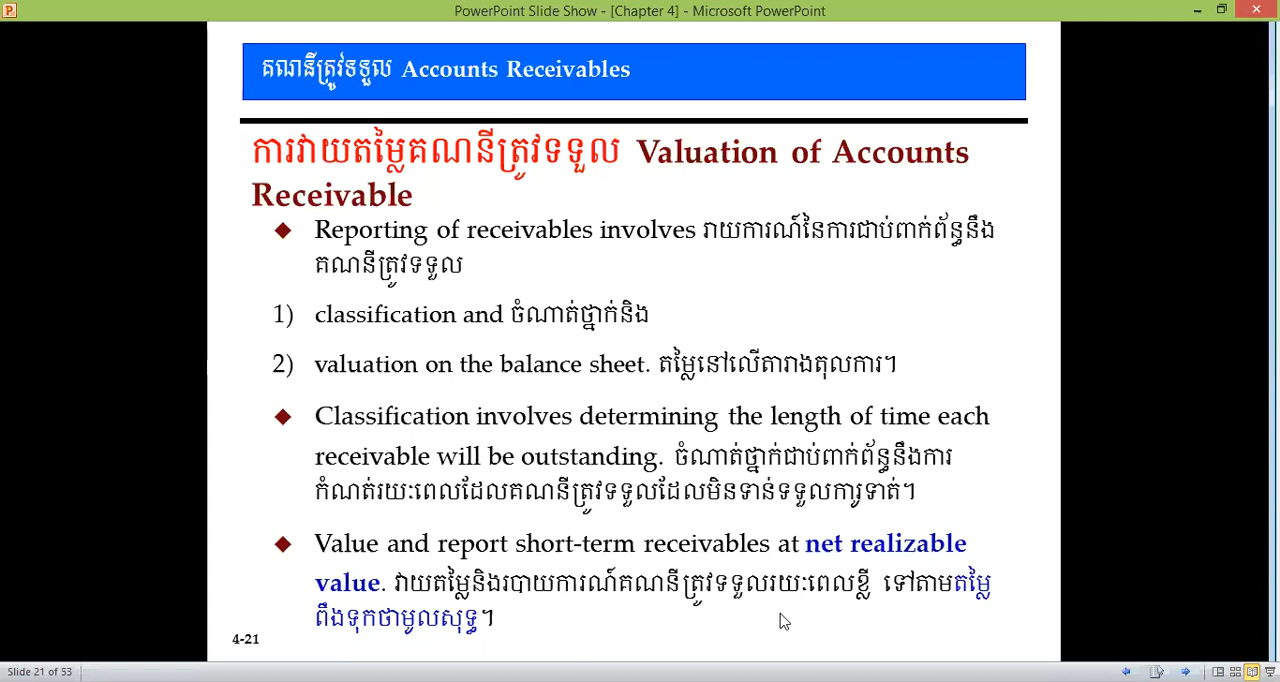 PowerPoint Slide Show - [Chapter 4] - Microsoft PowerPoint
គណនីត្រូវទទួល Accounts Receivables
ការវាយតម្លៃគណនីត្រូវទទួល Valuation of Accounts
Receivable
Reporting of receivables involves រាយការណ៍នៃការជាប់ពាក់ព័ន្ធនឹង
គណនីត្រូវទទួល
1) classification and ចំណាត់ថ្នាក់និង
2) valuation on the balance sheet. តម្លៃនៅលើតារាងតុល្យការ។
Classification involves determining the length of time each
receivable will be outstanding. ចំណាត់ថ្នាក់ជាប់ពាក់ព័ន្ធនឹងការ
កំណត់រយៈពេលដែលគណនីត្រូវទទួលដែលមិនទាន់ទទួលការទូទាត់។
Value and report short-term receivables at net realizable
value. វាយតម្លៃនិងរបាយការណ៍គណនីត្រូវទទួលរយៈពេលខ្លី ទៅតាមតម្លៃ
ពឹងទុកថាមូលសុទ្ធ។
4-21
Slide 21 of 53